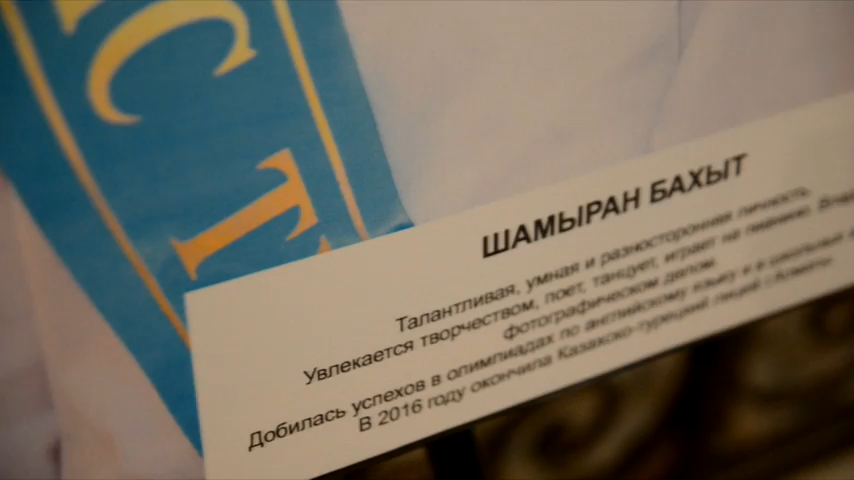 СТ
ШАМЫРАН БАХЫТ
Талантливая, умная и разносторонняя личность.
Увлекается творчеством, поет, танцует, играет на пианино.
фотографическом делом.
Добилась успехов в олимпиадах по английскому языку и в школьных
В 2016 году окончила Казахско-турецкий лицей г.Алматы